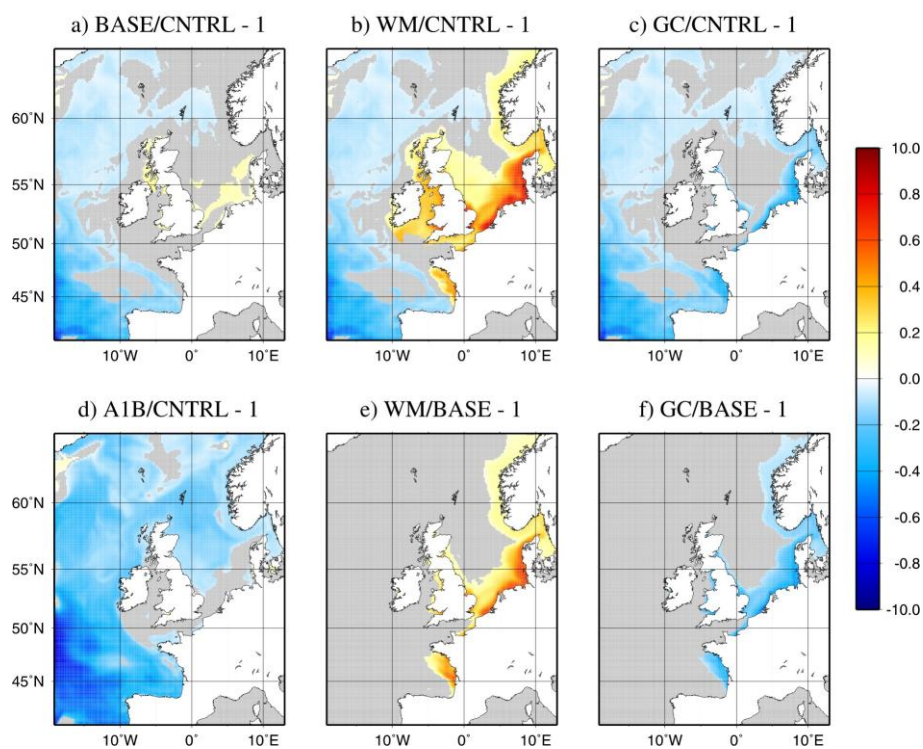 a) BASE/CNTRL - 1
b) WM/CNTRL - 1
c) GC/CNTRL - 1
60˚N
55˚N
50˚N
45˚N
10˚W 0˚ 10˚E
10˚W 0˚ 10˚E
10˚W 0˚ 10˚E
d) A1B/CNTRL - 1
e) WM/BASE - 1
f) GC/BASE - 1
60˚N
55˚N
50˚N
45˚N
10˚W 0˚ 10˚E
10˚W 0˚ 10˚E
10˚W 0˚ 10˚E
10.0
0.8
0.6
0.4
0.2
0.0
-0.2
-0.4
-0.6
-0.8
-10.0